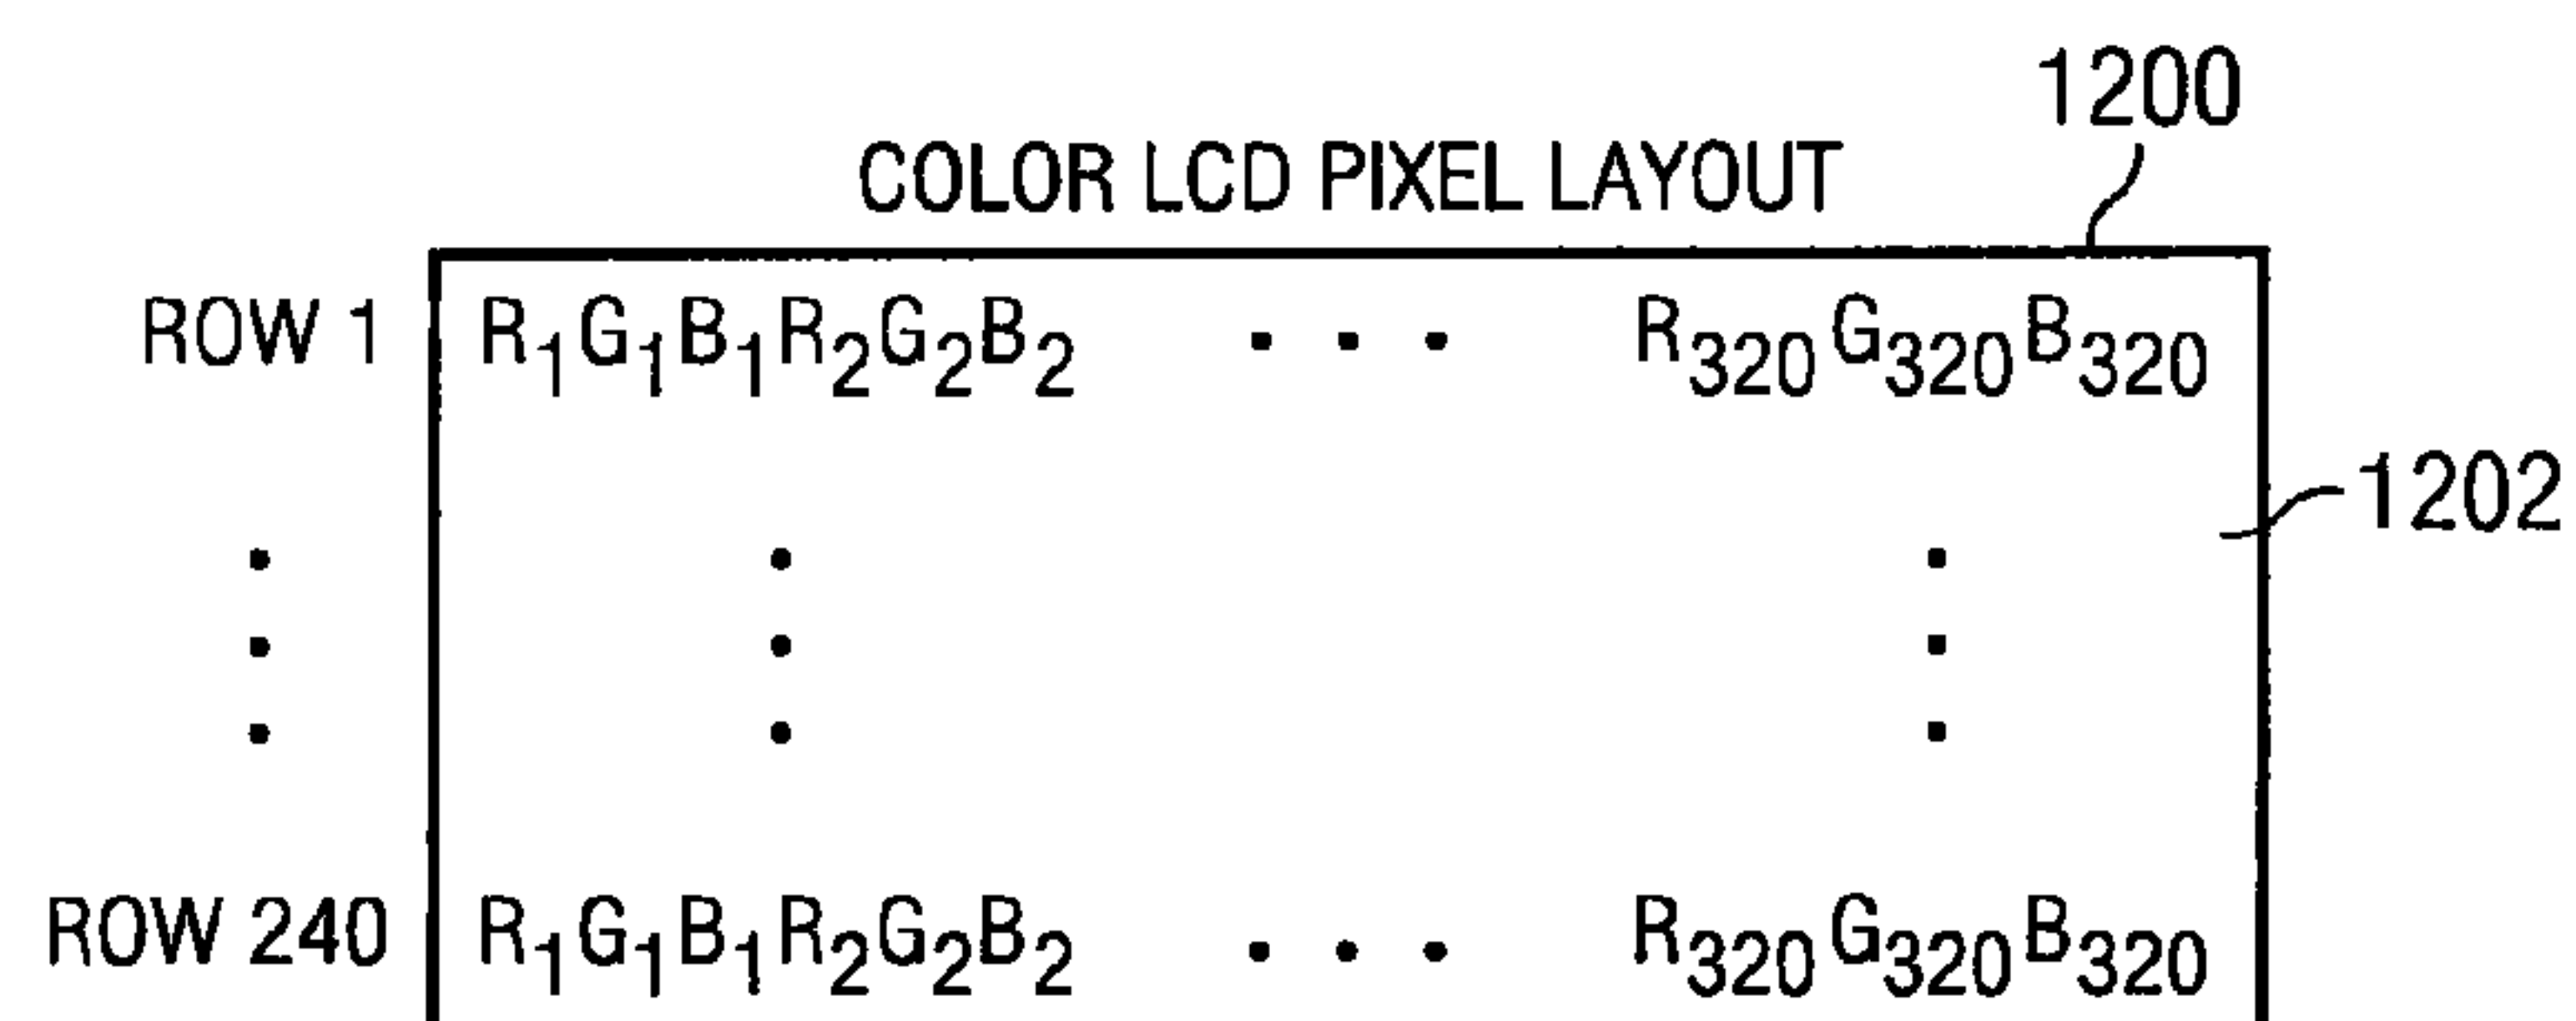 1200
COLOR LCD PIXEL LAYOUT
ROW 1 R₁G₁B₁R₂G₂B₂ . . . R₃₂₀G₃₂₀B₃₂₀
1202
ROW 240 R₁G₁B₁R₂G₂B₂ . . . R₃₂₀G₃₂₀B₃₂₀